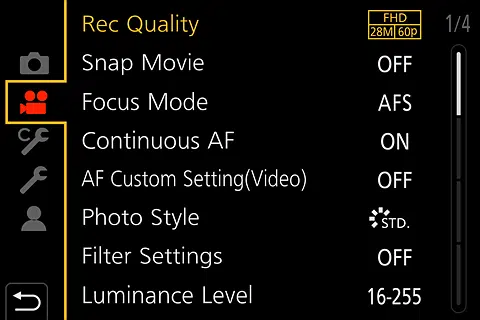 Rec Quality FHD 28M 60p 1/4
Snap Movie OFF
Focus Mode AFS
Continuous AF ON
AF Custom Setting(Video) OFF
Photo Style STD.
Filter Settings OFF
Luminance Level 16-255